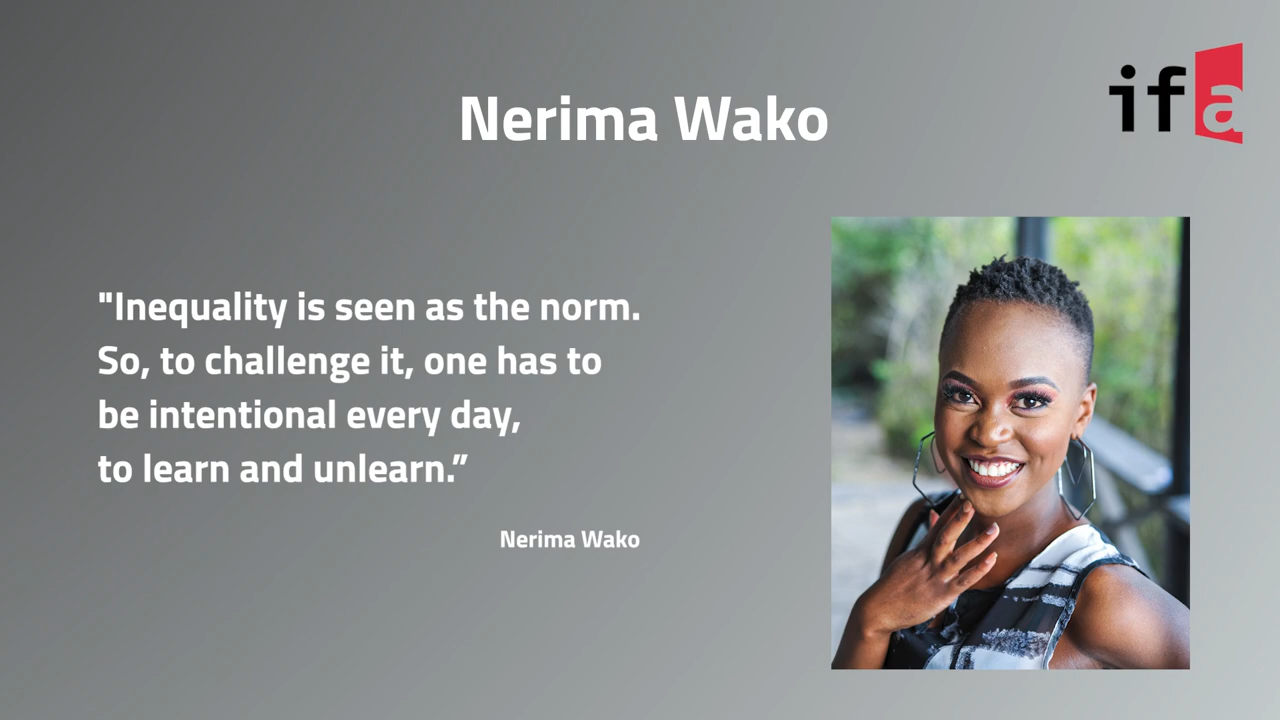 ifa
Nerima Wako
"Inequality is seen as the norm.
So, to challenge it, one has to
be intentional every day,
to learn and unlearn.”
Nerima Wako